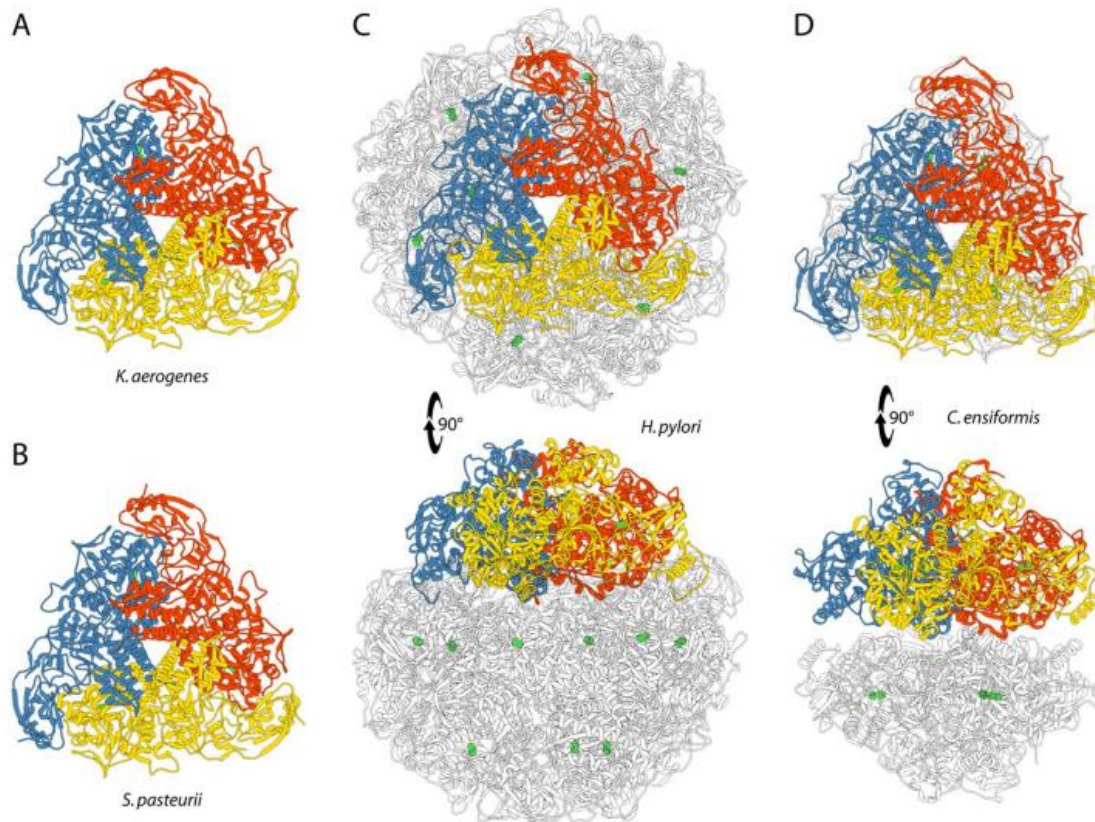 A
C
D
K. aerogenes
90°
H. pylori
90°
C. ensiformis
B
S. pasteurii